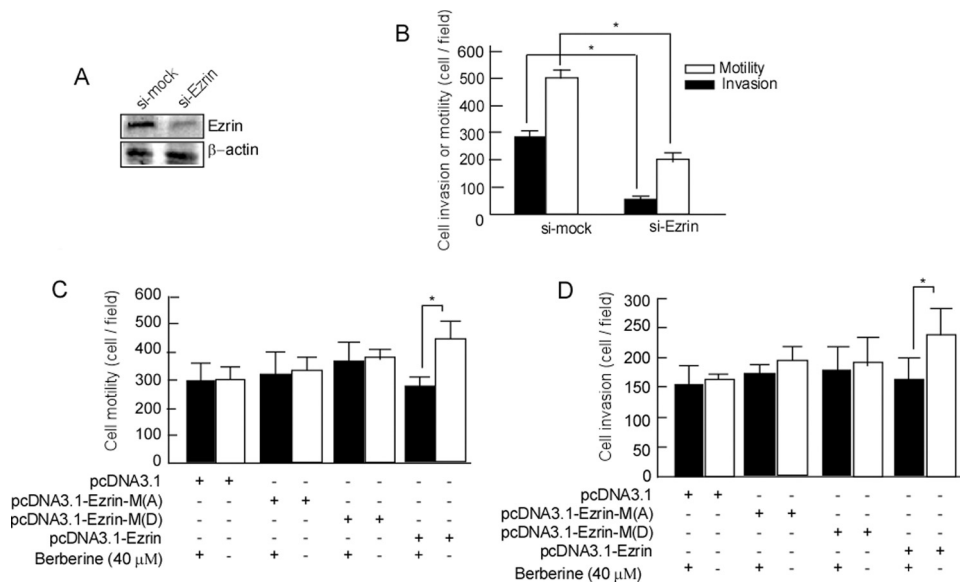 A
si-mock si-Ezrin
Ezrin
β-actin
B
Cell invasion or motility (cell / field)
600
500
400
300
200
100
0
* *
Motility
Invasion
si-mock si-Ezrin
C
Cell motility (cell / field)
600
500
400
300
200
100
0
*
pcDNA3.1 + + - - - - - -
pcDNA3.1-Ezrin-M(A) - - + + - - - -
pcDNA3.1-Ezrin-M(D) - - - - + + - -
pcDNA3.1-Ezrin - - - - - - + +
Berberine (40 μM) + - + - + - + -
D
Cell invasion (cell / field)
300
250
200
150
100
50
0
*
pcDNA3.1 + + - - - - - -
pcDNA3.1-Ezrin-M(A) - - + + - - - -
pcDNA3.1-Ezrin-M(D) - - - - + + - -
pcDNA3.1-Ezrin - - - - - - + +
Berberine (40 μM) + - + - + - + -